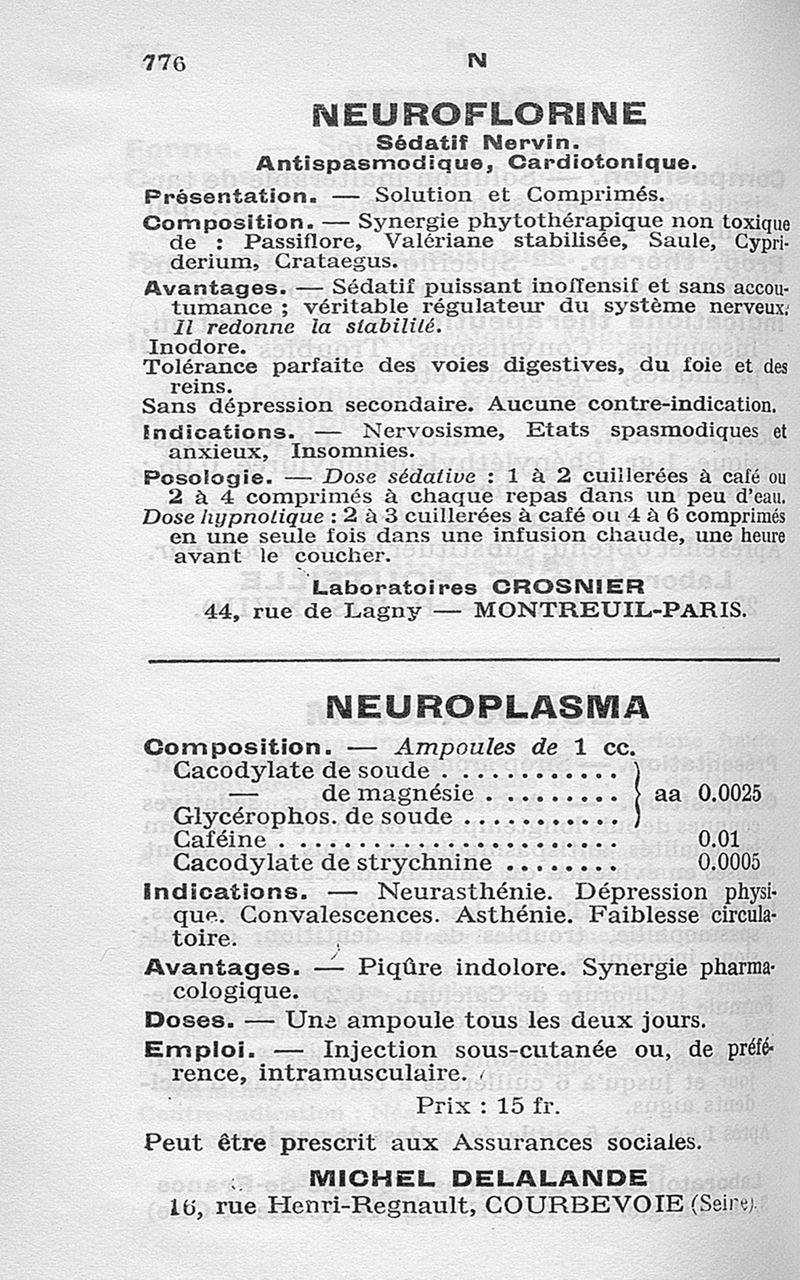 776
N
NEUROFLORINE
Sédatif Nervin.
Antispasmodique, Cardiotonique.
Présentation. — Solution et Comprimés.
Composition. — Synergie phytothérapique non toxique
de : Passiflore, Valériane stabilisée, Saule, Cypri-
derium, Crataegus.
Avantages. — Sédatif puissant inoffensif et sans accou-
tumance ; véritable régulateur du système nerveux.
Il redonne la stabilité.
Inodore.
Tolérance parfaite des voies digestives, du foie et des
reins.
Sans dépression secondaire. Aucune contre-indication.
Indications. — Nervosisme, Etats spasmodiques et
anxieux, Insomnies.
Posologie. — Dose sédative : 1 à 2 cuillerées à café ou
2 à 4 comprimés à chaque repas dans un peu d'eau.
Dose hypnotique : 2 à 3 cuillerées à café ou 4 à 6 comprimés
en une seule fois dans une infusion chaude, une heure
avant le coucher.
Laboratoires CROSNIER
44, rue de Lagny — MONTREUIL-PARIS.
NEUROPLASMA
Composition. — Ampoules de 1 cc.
Cacodylate de soude . . . . . . . . . . . .
— de magnésie . . . . . . . . . } aa 0.0025
Glycérophos. de soude . . . . . . . . . . .
Caféine . . . . . . . . . . . . . . . . . . 0.01
Cacodylate de strychnine . . . . . . . . 0.0005
Indications. — Neurasthénie. Dépression physi-
que. Convalescences. Asthénie. Faiblesse circula-
toire.
Avantages. — Piqûre indolore. Synergie pharma-
cologique.
Doses. — Une ampoule tous les deux jours.
Emploi. — Injection sous-cutanée ou, de préfé-
rence, intramusculaire.
Prix : 15 fr.
Peut être prescrit aux Assurances sociales.
MICHEL DELALANDE
16, rue Henri-Regnault, COURBEVOIE (Seine).